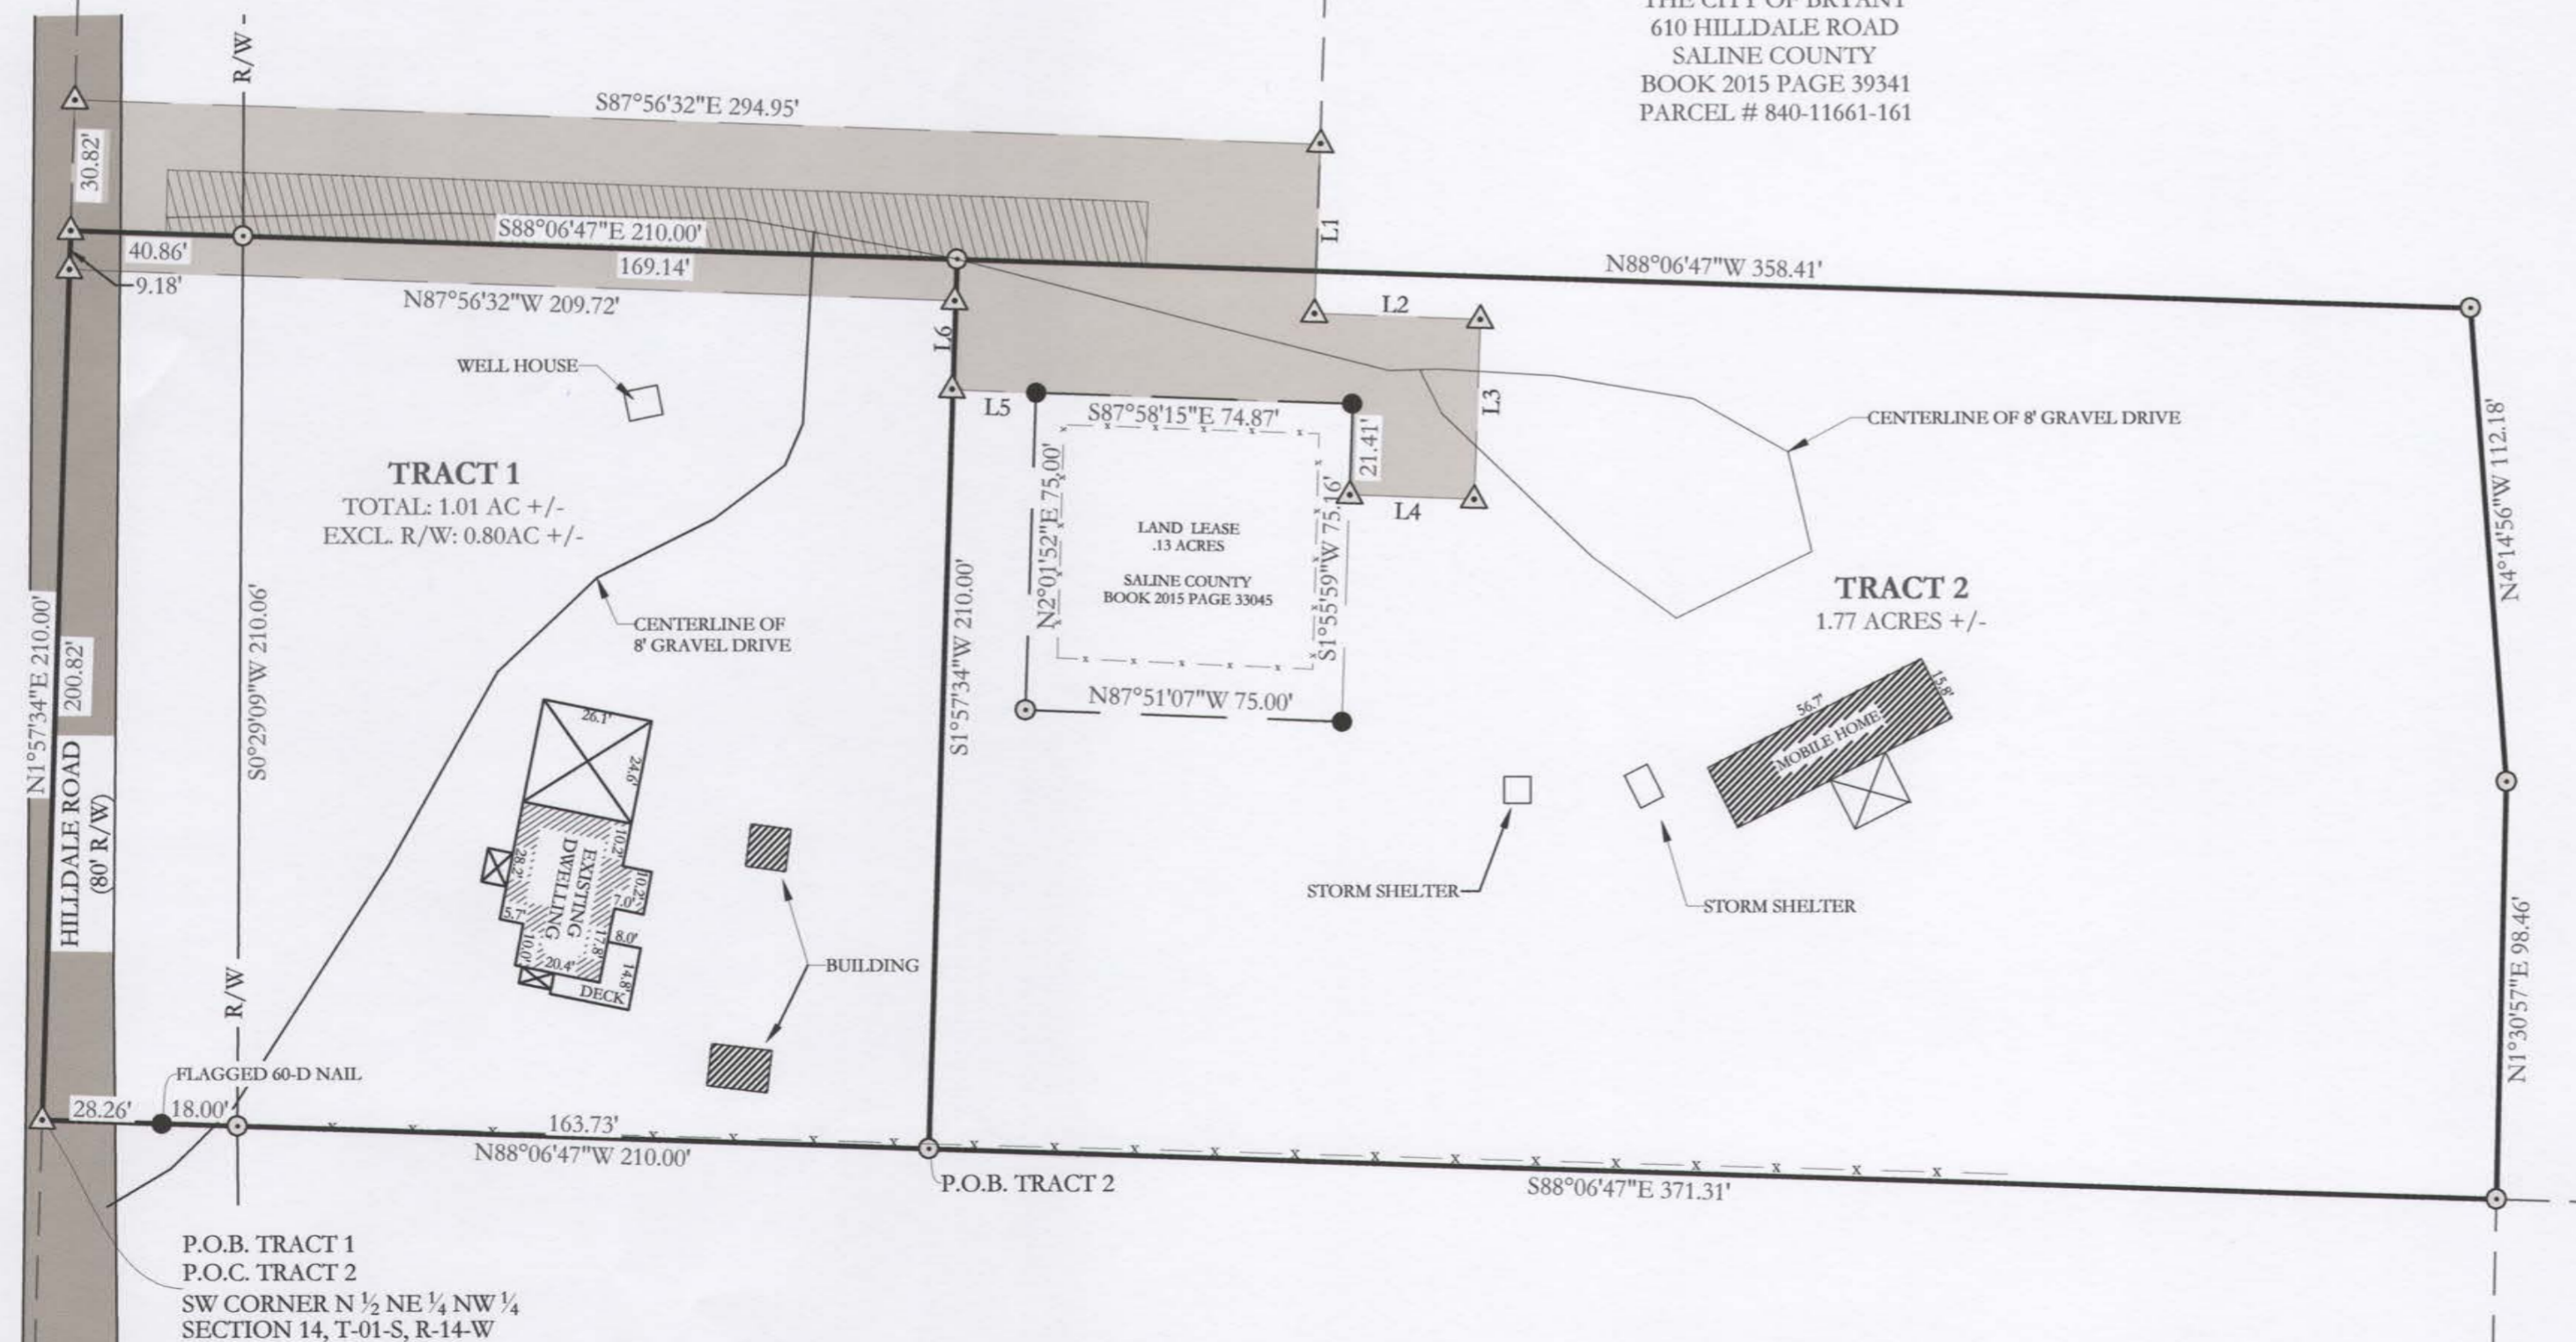 THE CITY OF BRYANT
610 HILLDALE ROAD
SALINE COUNTY
BOOK 2015 PAGE 39341
PARCEL # 840-11661-161
R/W
S87°56'32"E 294.95'
30.82'
L1
S88°06'47"E 210.00'
40.86'
169.14'
9.18'
N87°56'32"W 209.72'
N88°06'47"W 358.41'
L2
L6
L3
L5
WELL HOUSE
S87°58'15"E 74.87'
21.41'
L4
CENTERLINE OF 8' GRAVEL DRIVE
N4°14'56"W 112.18'
TRACT 1
TOTAL: 1.01 AC +/-
EXCL. R/W: 0.80AC +/-
N2°01'52"E 75.00'
LAND LEASE
.13 ACRES
SALINE COUNTY
BOOK 2015 PAGE 33045
S1°55'59"W 75.16'
TRACT 2
1.77 ACRES +/-
N1°57'34"E 210.00'
200.82'
S0°29'09"W 210.06'
CENTERLINE OF
8' GRAVEL DRIVE
S1°57'34"W 210.00'
N87°51'07"W 75.00'
56.7'
15.8'
MOBILE HOME
HILLDALE ROAD
(80' R/W)
26.1'
24.6'
10.2'
28.2'
EXISTING
DWELLING
10.2'
7.0'
5.7'
10.0'
17.8'
8.0'
20.4'
14.8'
DECK
BUILDING
STORM SHELTER
STORM SHELTER
N1°30'57"E 98.46'
R/W
FLAGGED 60-D NAIL
28.26'
18.00'
163.73'
N88°06'47"W 210.00'
P.O.B. TRACT 2
S88°06'47"E 371.31'
P.O.B. TRACT 1
P.O.C. TRACT 2
SW CORNER N ½ NE ¼ NW ¼
SECTION 14, T-01-S, R-14-W